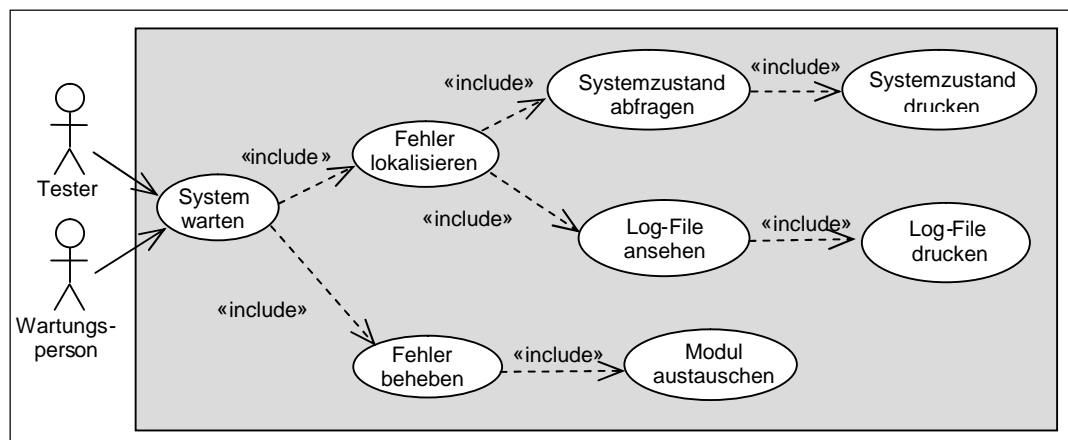 Tester
Wartungs-
person
System
warten
«include»
Fehler
lokalisieren
«include»
Systemzustand
abfragen
«include»
Systemzustand
drucken
«include»
Log-File
ansehen
«include»
Log-File
drucken
«include»
Fehler
beheben
«include»
Modul
austauschen